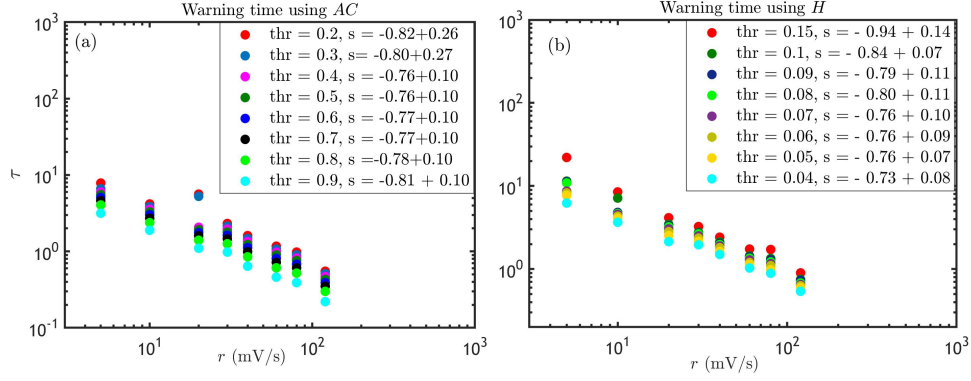 Warning time using AC
(a)
thr = 0.2, s = -0.82+0.26
thr = 0.3, s= -0.80+0.27
thr = 0.4, s = -0.76+0.10
thr = 0.5, s = -0.76+0.10
thr = 0.6, s = -0.77+0.10
thr = 0.7, s = -0.77+0.10
thr = 0.8, s =-0.78+0.10
thr = 0.9, s = -0.81 + 0.10
10^3
10^2
10^1
10^0
10^-1
τ
10^1
10^2
10^3
r (mV/s)
Warning time using H
(b)
thr = 0.15, s = - 0.94 + 0.14
thr = 0.1, s = - 0.84 + 0.07
thr = 0.09, s = - 0.79 + 0.11
thr = 0.08, s = - 0.80 + 0.11
thr = 0.07, s = - 0.76 + 0.10
thr = 0.06, s = - 0.76 + 0.09
thr = 0.05, s = - 0.76 + 0.07
thr = 0.04, s = - 0.73 + 0.08
10^3
10^2
10^1
10^0
10^1
10^2
10^3
r (mV/s)